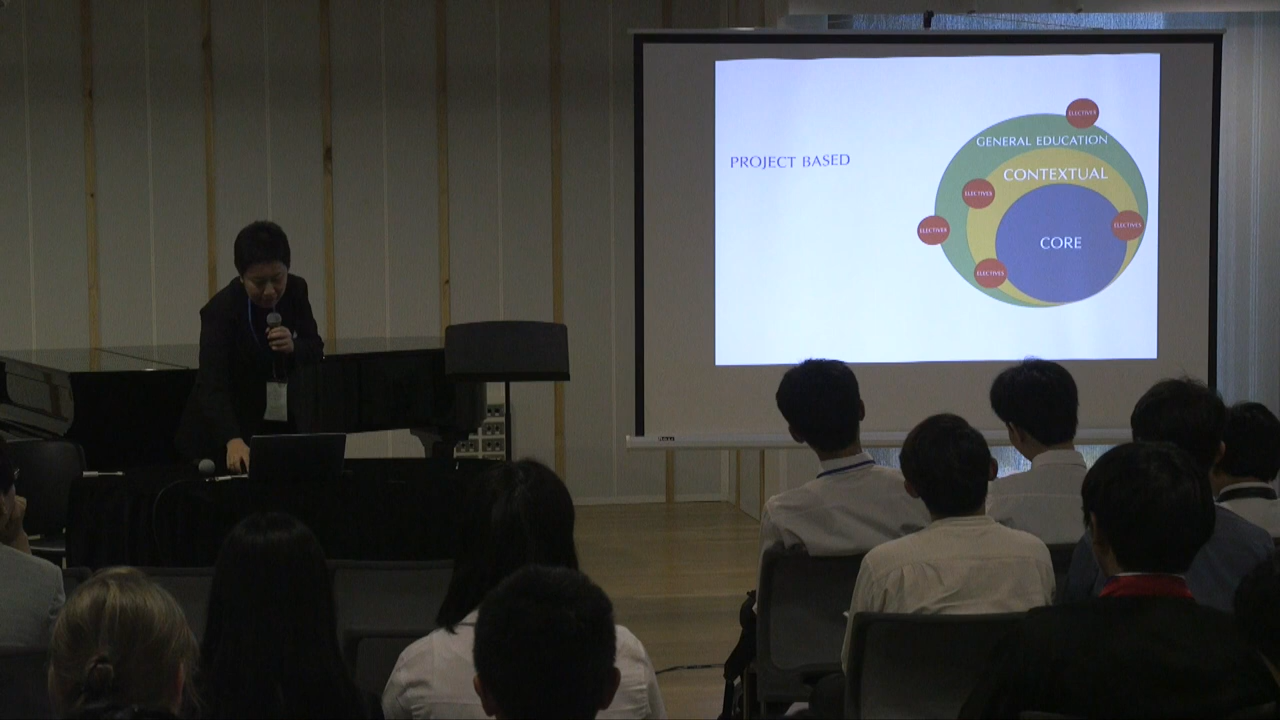 PROJECT BASED
ELECTIVES
GENERAL EDUCATION
CONTEXTUAL
ELECTIVES
ELECTIVES
ELECTIVES
CORE
ELECTIVES